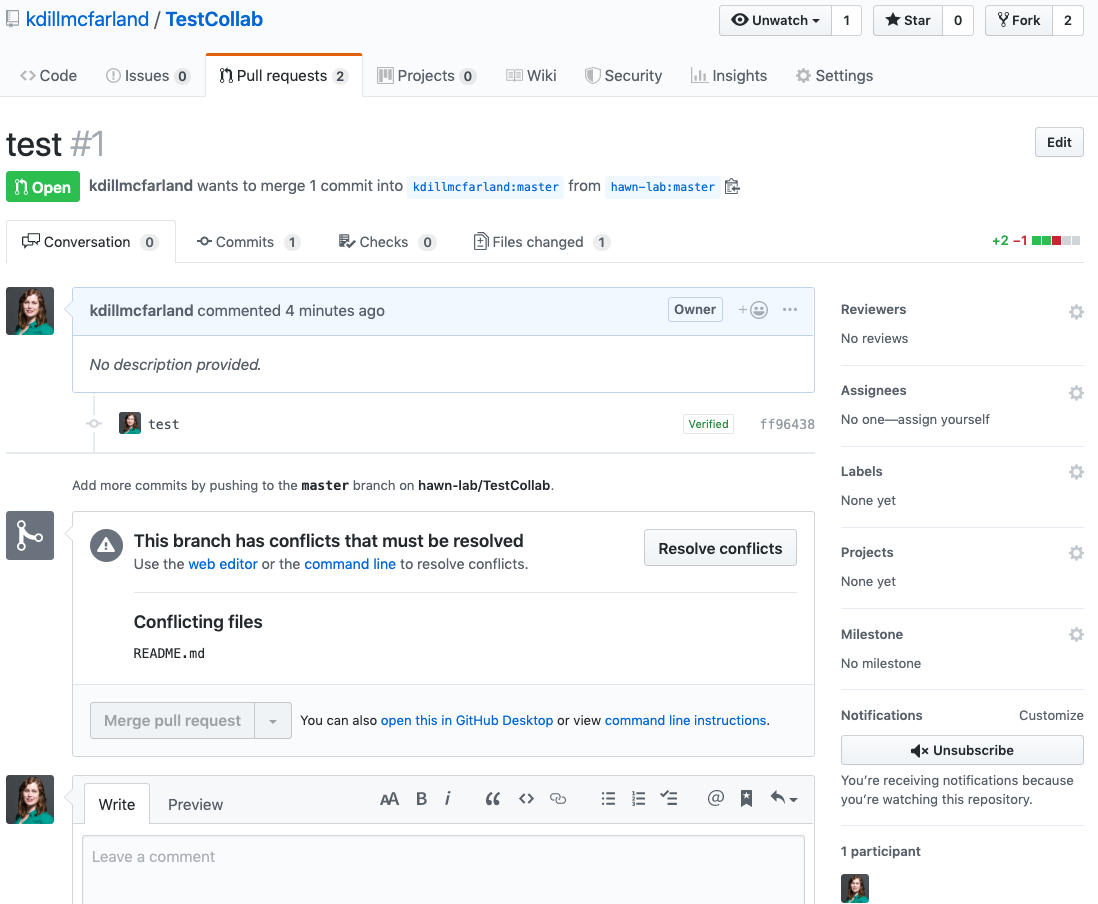 kdillmcfarland / TestCollab
Unwatch 1 Star 0 Fork 2
Code Issues 0 Pull requests 2 Projects 0 Wiki Security Insights Settings
test #1
Edit
Open kdillmcfarland wants to merge 1 commit into kdillmcfarland:master from hawn-lab:master
Conversation 0 Commits 1 Checks 0 Files changed 1
+2 −1
kdillmcfarland commented 4 minutes ago
Owner
No description provided.
test
Verified ff96438
Add more commits by pushing to the master branch on hawn-lab/TestCollab.
This branch has conflicts that must be resolved
Use the web editor or the command line to resolve conflicts.
Resolve conflicts
Conflicting files
README.md
Merge pull request
You can also open this in GitHub Desktop or view command line instructions.
Write Preview
AA B i
Leave a comment
Reviewers
No reviews
Assignees
No one—assign yourself
Labels
None yet
Projects
None yet
Milestone
No milestone
Notifications Customize
Unsubscribe
You’re receiving notifications because
you’re watching this repository.
1 participant